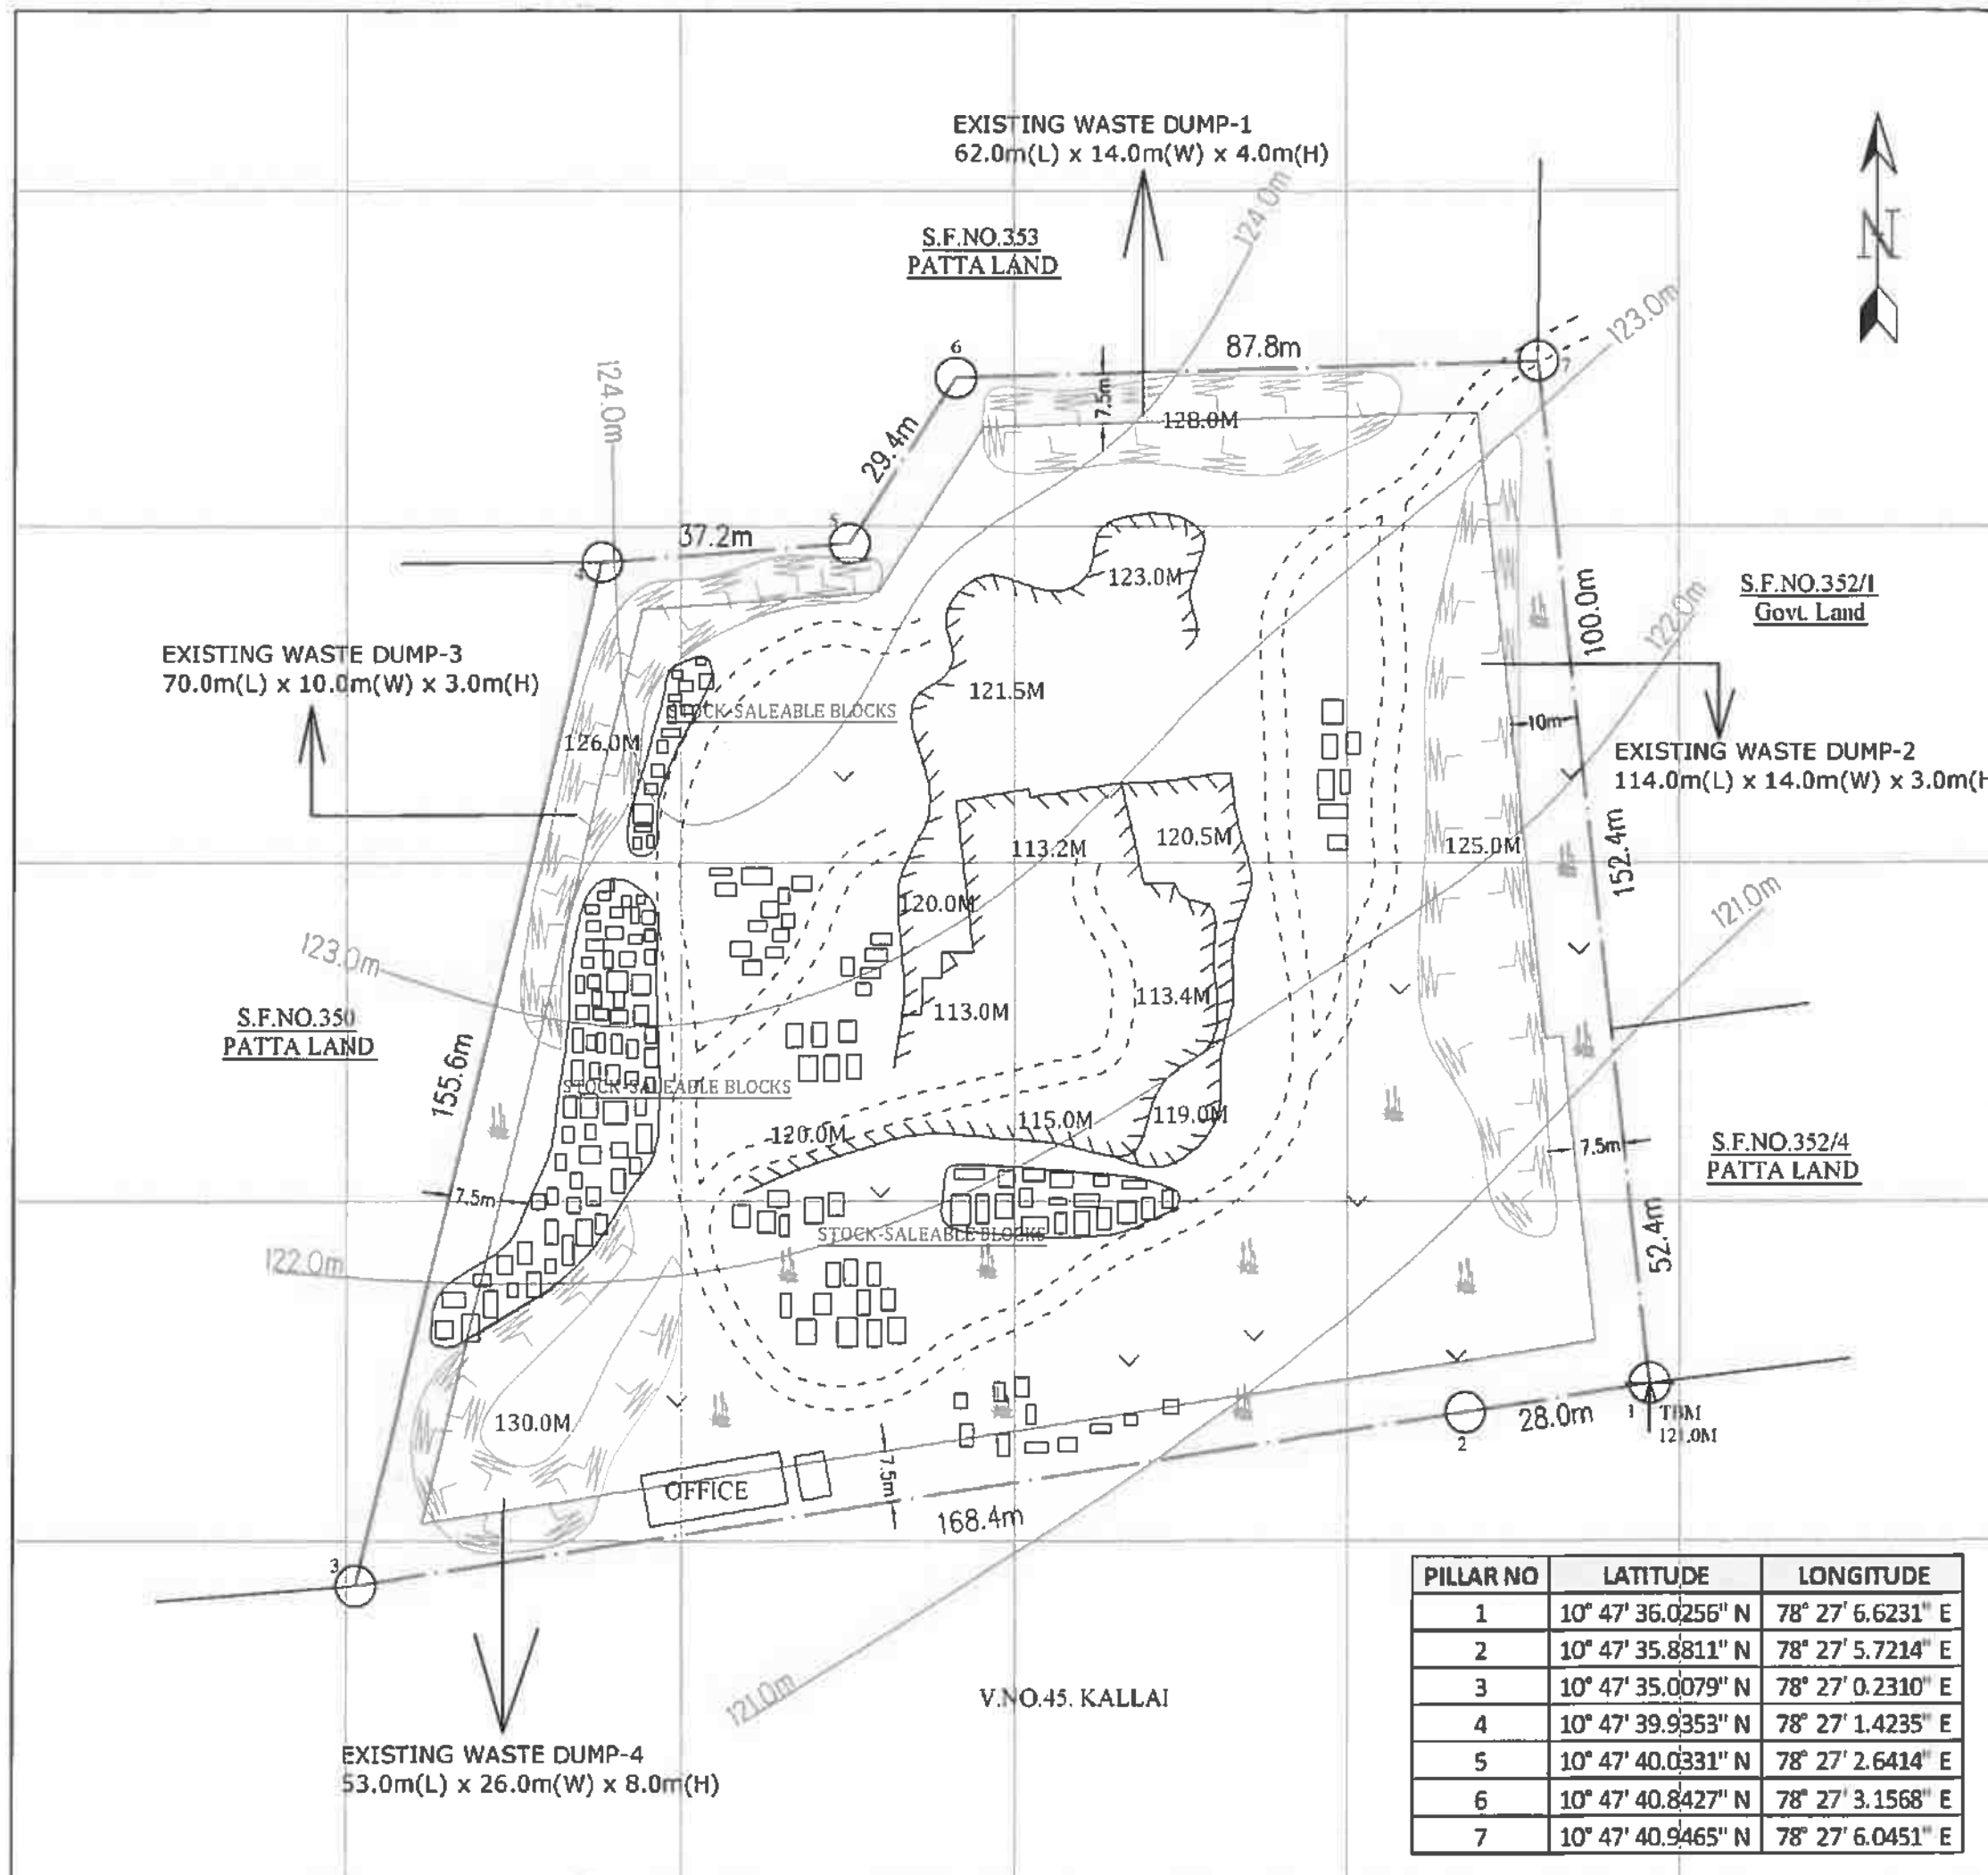 EXISTING WASTE DUMP-1
62.0m(L) x 14.0m(W) x 4.0m(H)
N
124.0m
S.F.NO.353
PATTA LAND
123.0m
6
87.8m
7
124.0m
7.5m
128.0M
29.4m
5
37.2m
4
123.0M
100.0m
S.F.NO.352/1
Govt. Land
122.0m
EXISTING WASTE DUMP-3
70.0m(L) x 10.0m(W) x 3.0m(H)
121.5M
STOCK-SALEABLE BLOCKS
10m
126.0M
EXISTING WASTE DUMP-2
114.0m(L) x 14.0m(W) x 3.0m(H
113.2M
120.5M
125.0M
152.4m
120.0M
121.0m
123.0m
113.0M
113.4M
S.F.NO.350
PATTA LAND
155.6m
STOCK-SALEABLE BLOCKS
120.0M
115.0M
119.0M
7.5m
S.F.NO.352/4
PATTA LAND
7.5m
STOCK-SALEABLE BLOCKS
52.4m
122.0m
130.0M
28.0m
1
TBM
121.0M
2
OFFICE
7.5m
168.4m
3
121.0m
V.NO.45. KALLAI
EXISTING WASTE DUMP-4
53.0m(L) x 26.0m(W) x 8.0m(H)
PILLAR NO LATITUDE LONGITUDE
1 10° 47' 36.0256" N 78° 27' 6.6231" E
2 10° 47' 35.8811" N 78° 27' 5.7214" E
3 10° 47' 35.0079" N 78° 27' 0.2310" E
4 10° 47' 39.9353" N 78° 27' 1.4235" E
5 10° 47' 40.0331" N 78° 27' 2.6414" E
6 10° 47' 40.8427" N 78° 27' 3.1568" E
7 10° 47' 40.9465" N 78° 27' 6.0451" E